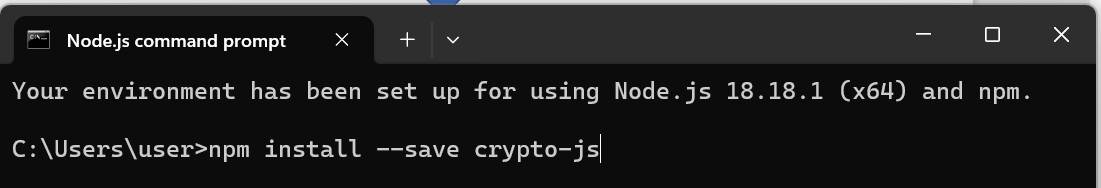 Node.js command prompt
Your environment has been set up for using Node.js 18.18.1 (x64) and npm.
C:\Users\user>npm install --save crypto-js